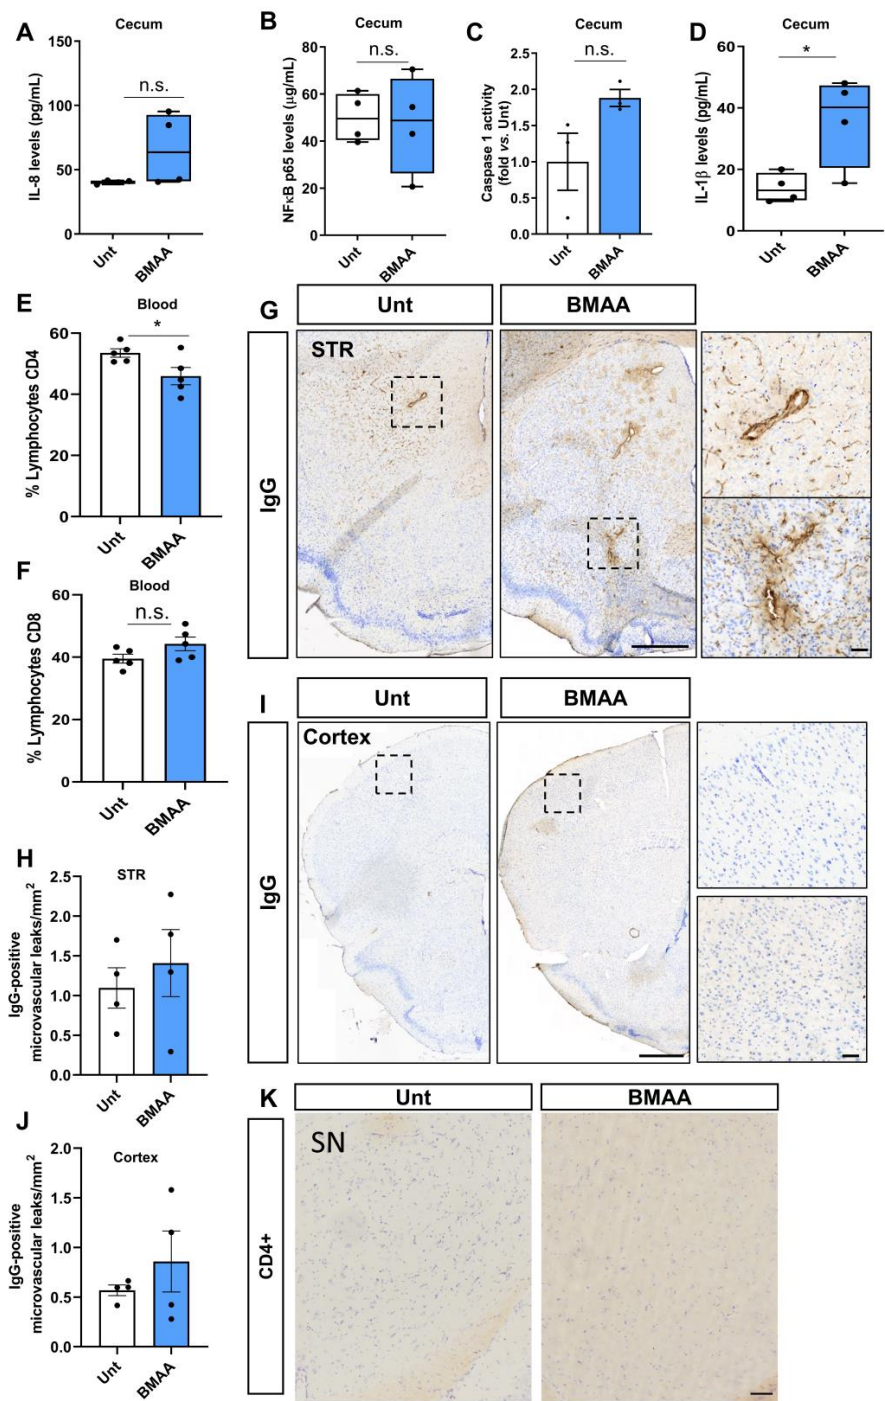 A
Cecum
IL-8 levels (pg/mL)
150
100
50
0
n.s.
Unt
BMAA
B
Cecum
NFκB p65 levels (μg/mL)
80
60
40
20
0
n.s.
Unt
BMAA
C
Cecum
Caspase 1 activity
(fold vs. Unt)
2.5
2.0
1.5
1.0
0.5
0.0
n.s.
Unt
BMAA
D
Cecum
IL-1β levels (pg/mL)
60
40
20
0
*
Unt
BMAA
E
Blood
% Lymphocytes CD4
60
40
20
0
*
Unt
BMAA
F
Blood
% Lymphocytes CD8
60
40
20
0
n.s.
Unt
BMAA
G
Unt
BMAA
IgG
STR
H
STR
IgG-positive
microvascular leaks/mm²
2.5
2.0
1.5
1.0
0.5
0.0
Unt
BMAA
I
Unt
BMAA
IgG
Cortex
J
Cortex
IgG-positive
microvascular leaks/mm²
2.0
1.5
1.0
0.5
0.0
Unt
BMAA
K
Unt
BMAA
CD4+
SN